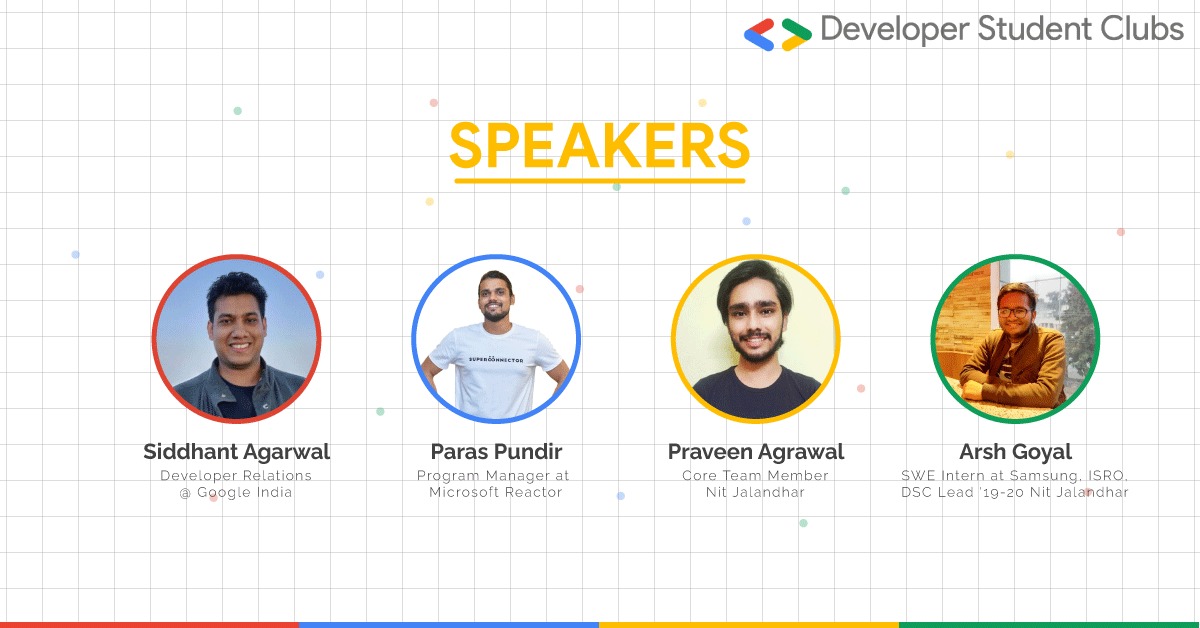 Developer Student Clubs
SPEAKERS
SUPERCONNECTOR
Siddhant Agarwal
Developer Relations
@ Google India
Paras Pundir
Program Manager at
Microsoft Reactor
Praveen Agrawal
Core Team Member
Nit Jalandhar
Arsh Goyal
SWE Intern at Samsung, ISRO,
DSC Lead '19-20 Nit Jalandhar